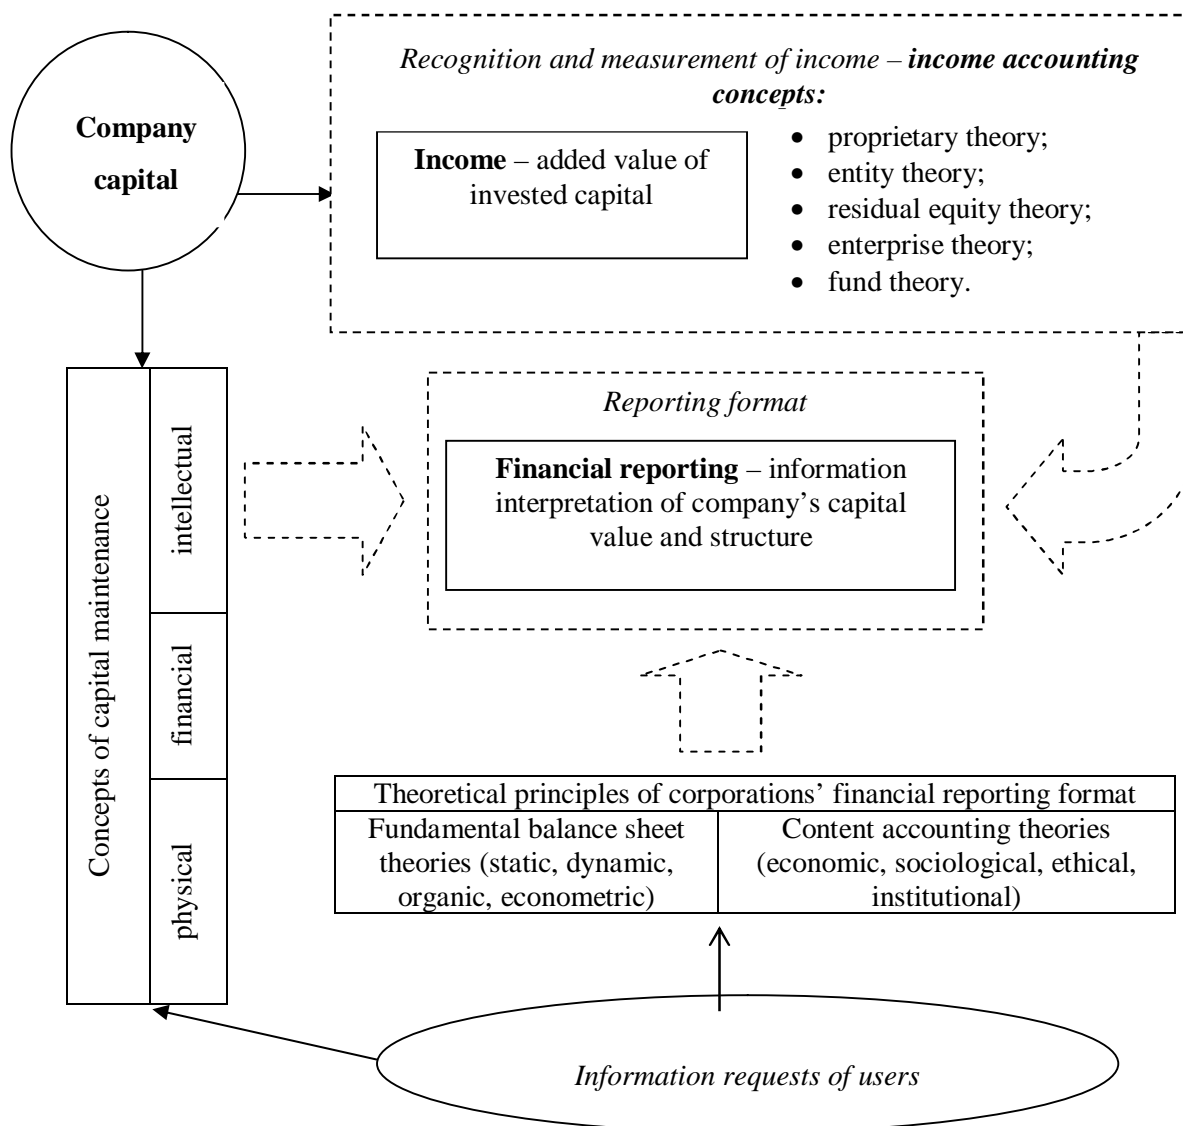 Company
capital
Recognition and measurement of income – income accounting
concepts:
Income – added value of
invested capital
• proprietary theory;
• entity theory;
• residual equity theory;
• enterprise theory;
• fund theory.
Concepts of capital maintenance
intellectual
financial
physical
Reporting format
Financial reporting – information
interpretation of company’s capital
value and structure
Theoretical principles of corporations’ financial reporting format
Fundamental balance sheet
theories (static, dynamic,
organic, econometric)
Content accounting theories
(economic, sociological, ethical,
institutional)
Information requests of users